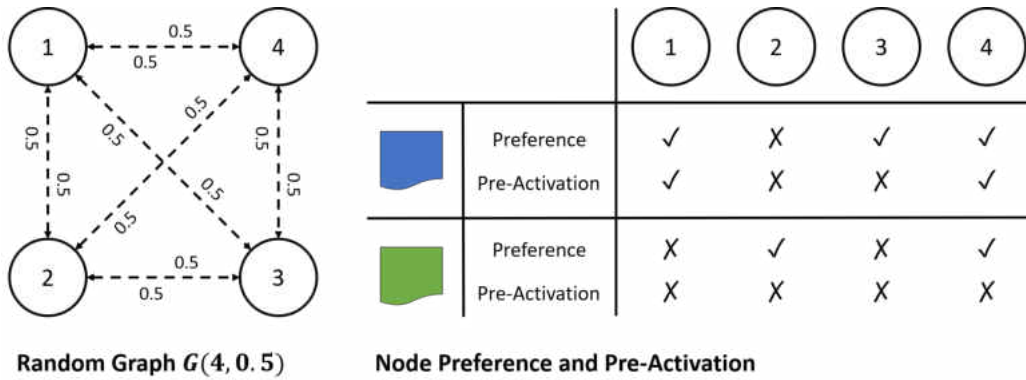 1 0.5 0.5 4
0.5 0.5 0.5 0.5 0.5 0.5 0.5 0.5
2 0.5 0.5 3
Random Graph G(4, 0.5)
1 2 3 4
Preference ✓ ✗ ✓ ✓
Pre-Activation ✓ ✗ ✗ ✓
Preference ✗ ✓ ✗ ✓
Pre-Activation ✗ ✗ ✗ ✗
Node Preference and Pre-Activation